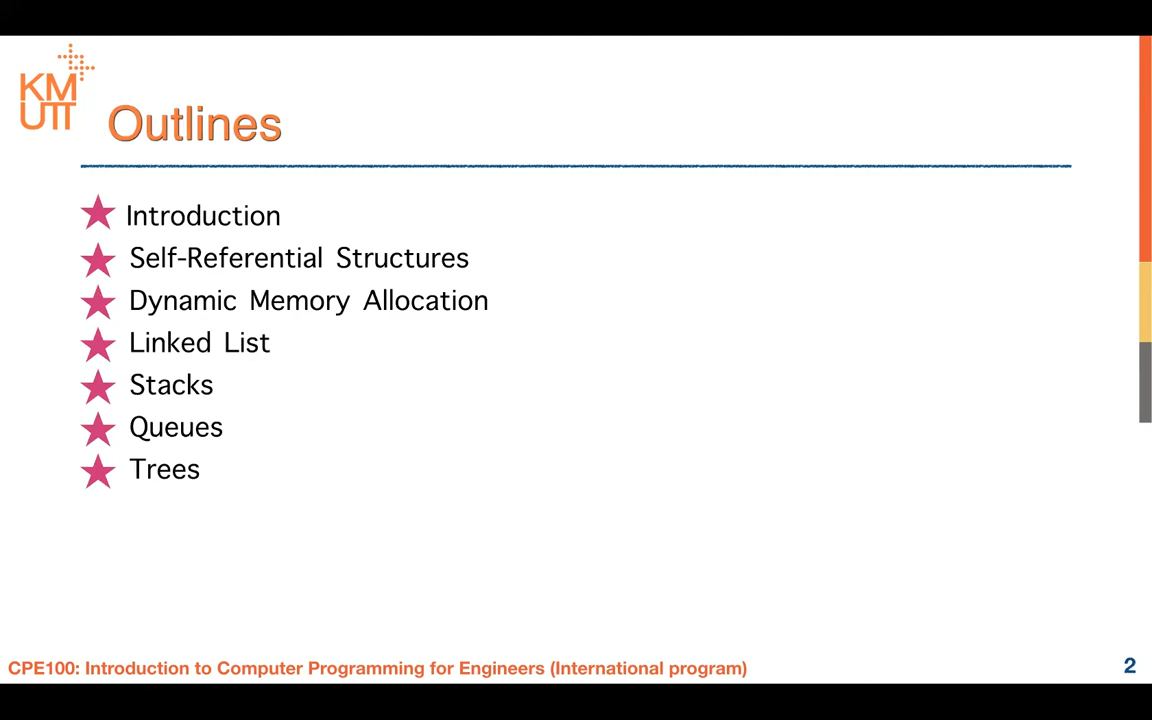 KM
UTT
Outlines
Introduction
Self-Referential Structures
Dynamic Memory Allocation
Linked List
Stacks
Queues
Trees
CPE100: Introduction to Computer Programming for Engineers (International program)
2